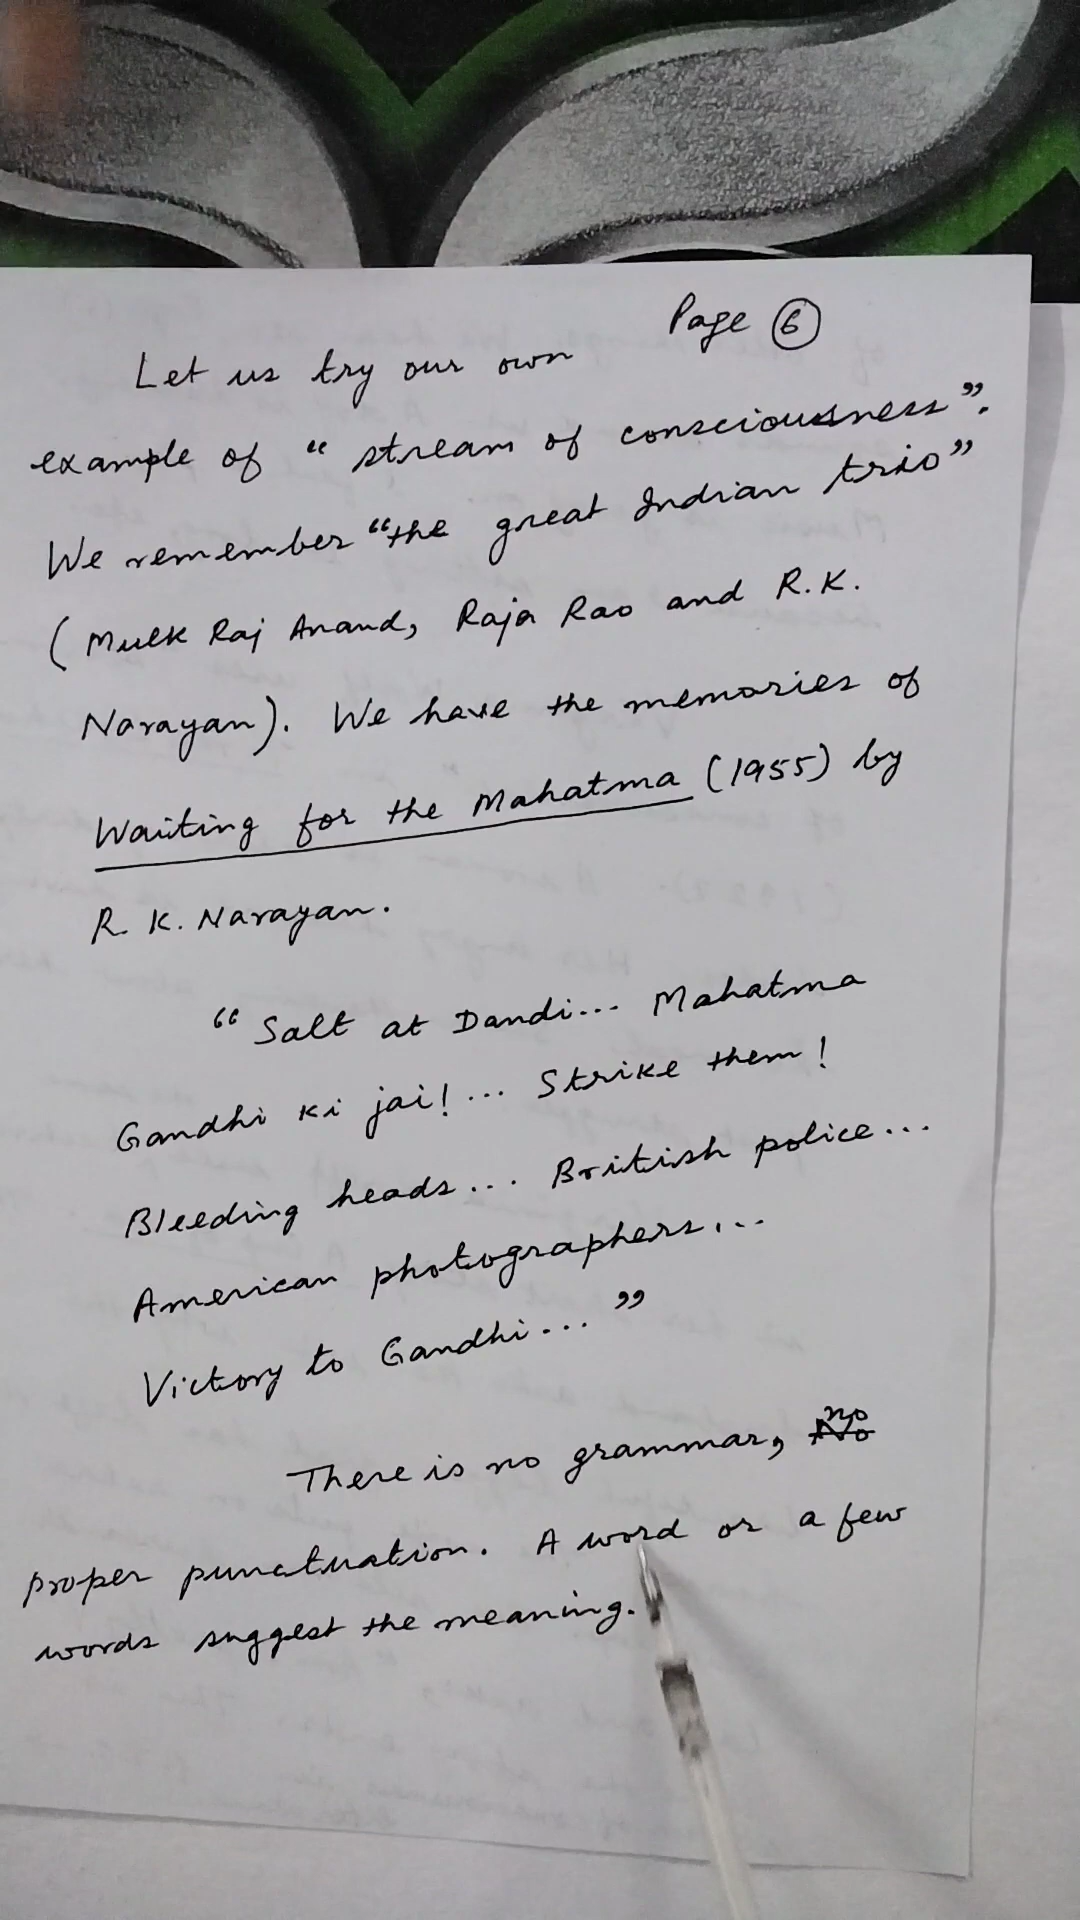 Page 6
Let us try our own
example of "stream of consciousness".
We remember "the great Indian trio"
(Mulk Raj Anand, Raja Rao and R.K.
Narayan). We have the memories of
Waiting for the Mahatma (1955) by
R. K. Narayan.
"Salt at Dandi... Mahatma
Gandhi ki jai!... Strike them!
Bleeding heads... British police...
American photographers...
Victory to Gandhi..."
There is no grammar, no
proper punctuation. A word or a few
words suggest the meaning.